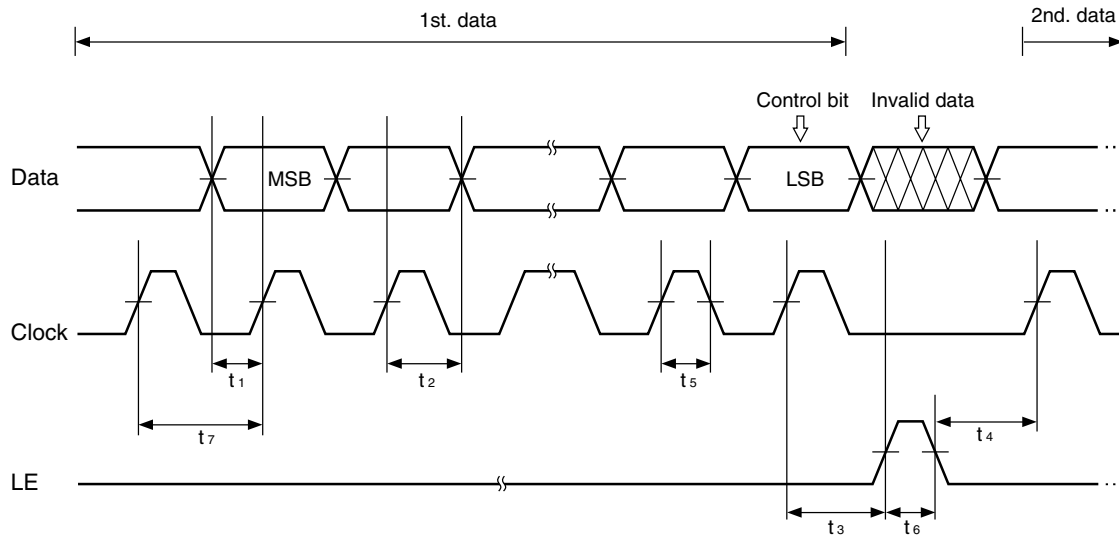 1st. data
2nd. data
Control bit
Invalid data
Data
MSB
LSB
Clock
t1
t2
t5
t7
t4
LE
t3
t6